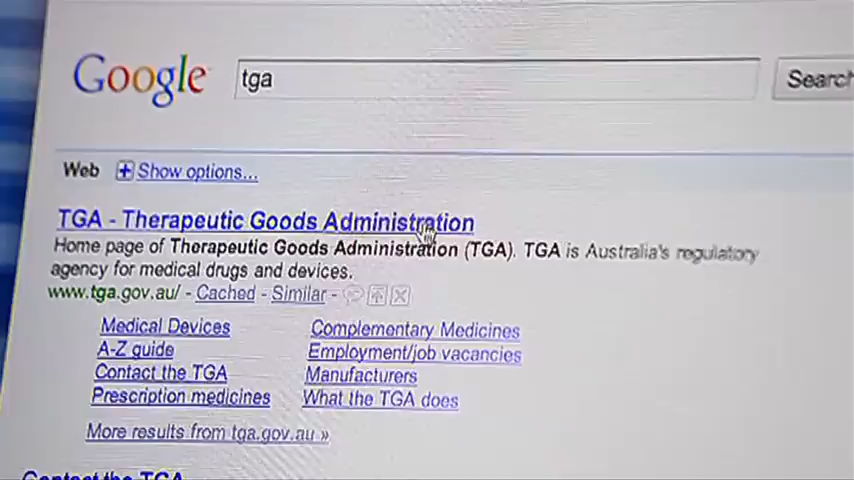 Google tga Search
Web Show options...
TGA - Therapeutic Goods Administration
Home page of Therapeutic Goods Administration (TGA). TGA is Australia's regulatory
agency for medical drugs and devices.
www.tga.gov.au/ - Cached - Similar -
Medical Devices Complementary Medicines
A-Z guide Employment/job vacancies
Contact the TGA Manufacturers
Prescription medicines What the TGA does
More results from tga.gov.au »
Contact the TGA